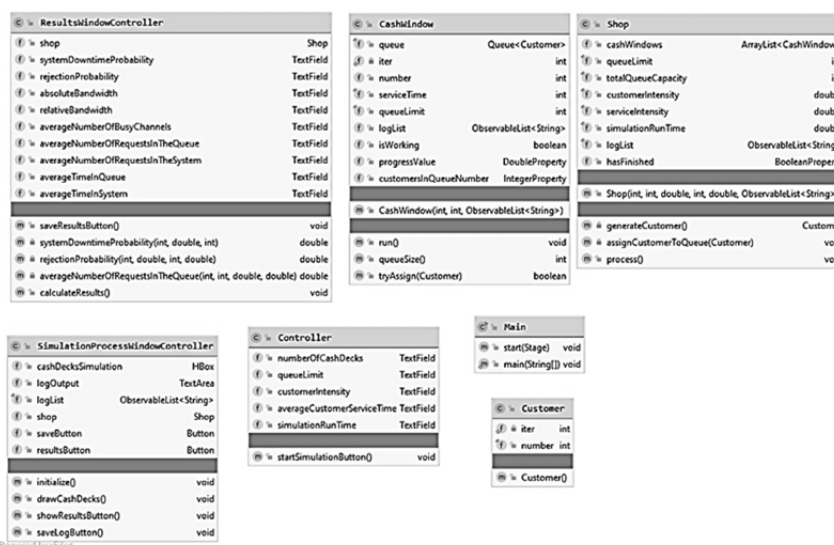 ResultsWindowController
shop Shop
systemDowntimeProbability TextField
rejectionProbability TextField
absoluteBandwidth TextField
relativeBandwidth TextField
averageNumberOfBusyChannels TextField
averageNumberOfRequestsInTheQueue TextField
averageNumberOfRequestsInTheSystem TextField
averageTimeInQueue TextField
averageTimeInSystem TextField
saveResultsButton() void
systemDowntimeProbability(int, double, int) double
rejectionProbability(int, double, int, double) double
averageNumberOfRequestsInTheQueue(int, int, double, double) double
calculateResults() void
CashWindow
queue Queue<Customer>
iter int
number int
serviceTime int
queueLimit int
logList ObservableList<String>
isWorking boolean
progressValue DoubleProperty
customersInQueueNumber IntegerProperty
CashWindow(int, int, ObservableList<String>)
run() void
queueSize() int
tryAssign(Customer) boolean
Shop
cashWindows ArrayList<CashWindow
queueLimit i
totalQueueCapacity i
customerIntensity doub
serviceIntensity doub
simulationRunTime doub
logList ObservableList<String
hasFinished BooleanProper
Shop(int, int, double, int, double, ObservableList<String>
generateCustomer() Custom
assignCustomerToQueue(Customer) vo
process() vo
SimulationProcessWindowController
cashDecksSimulation HBox
logOutput TextArea
logList ObservableList<String>
shop Shop
saveButton Button
resultsButton Button
initialize() void
drawCashDecks() void
showResultsButton() void
saveLogButton() void
Controller
numberOfCashDecks TextField
queueLimit TextField
customerIntensity TextField
averageCustomerServiceTime TextField
simulationRunTime TextField
startSimulationButton() void
Main
start(Stage) void
main(String[]) void
Customer
iter int
number int
Customer()